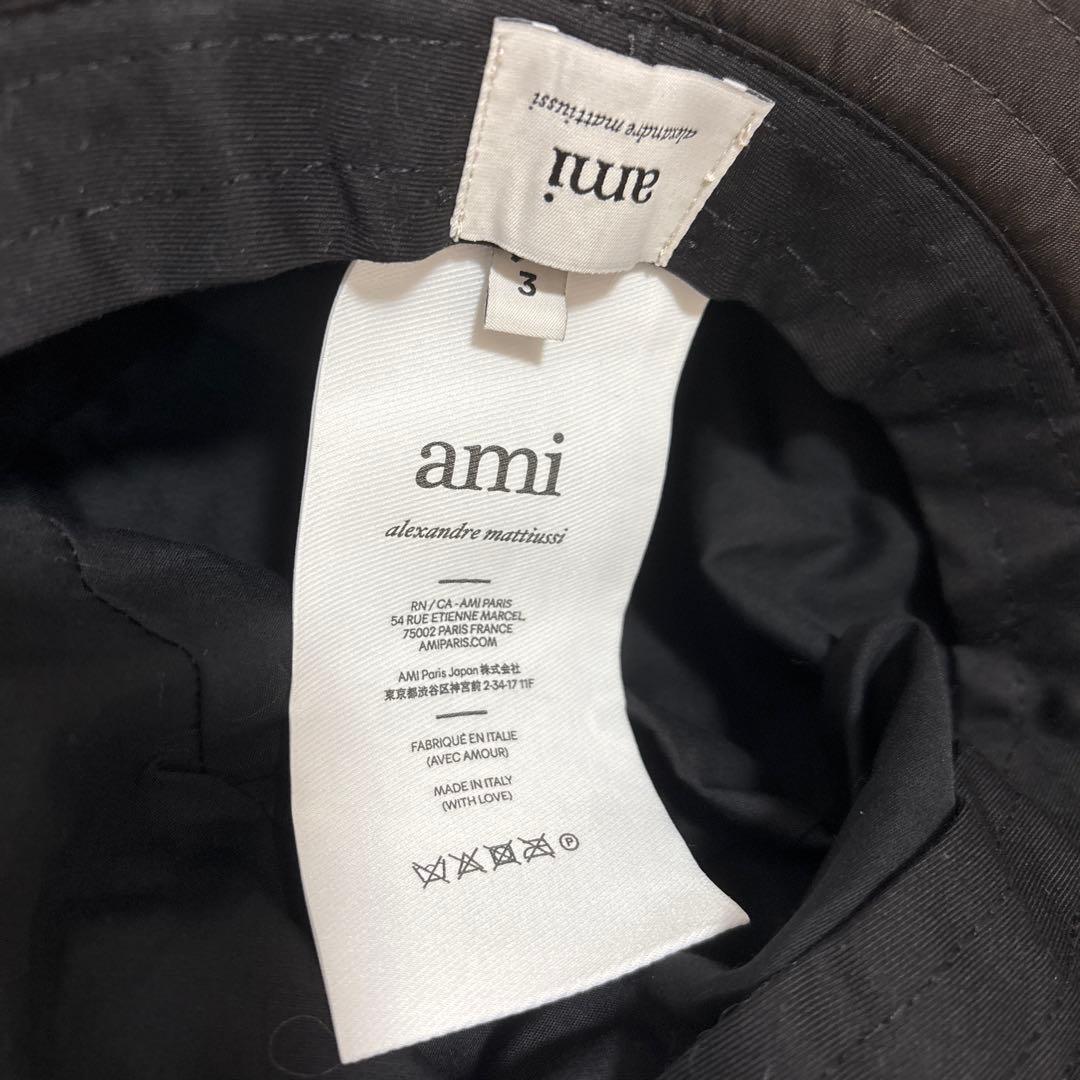 alexandre mattiussi
ami
3
ami
alexandre mattiussi
RN / CA - AMI PARIS
54 RUE ETIENNE MARCEL,
75002 PARIS FRANCE
AMIPARIS.COM
AMI Paris Japan 株式会社
東京都渋谷区神宮前 2-34-17 11F
FABRIQUÉ EN ITALIE
(AVEC AMOUR)
MADE IN ITALY
(WITH LOVE)
P